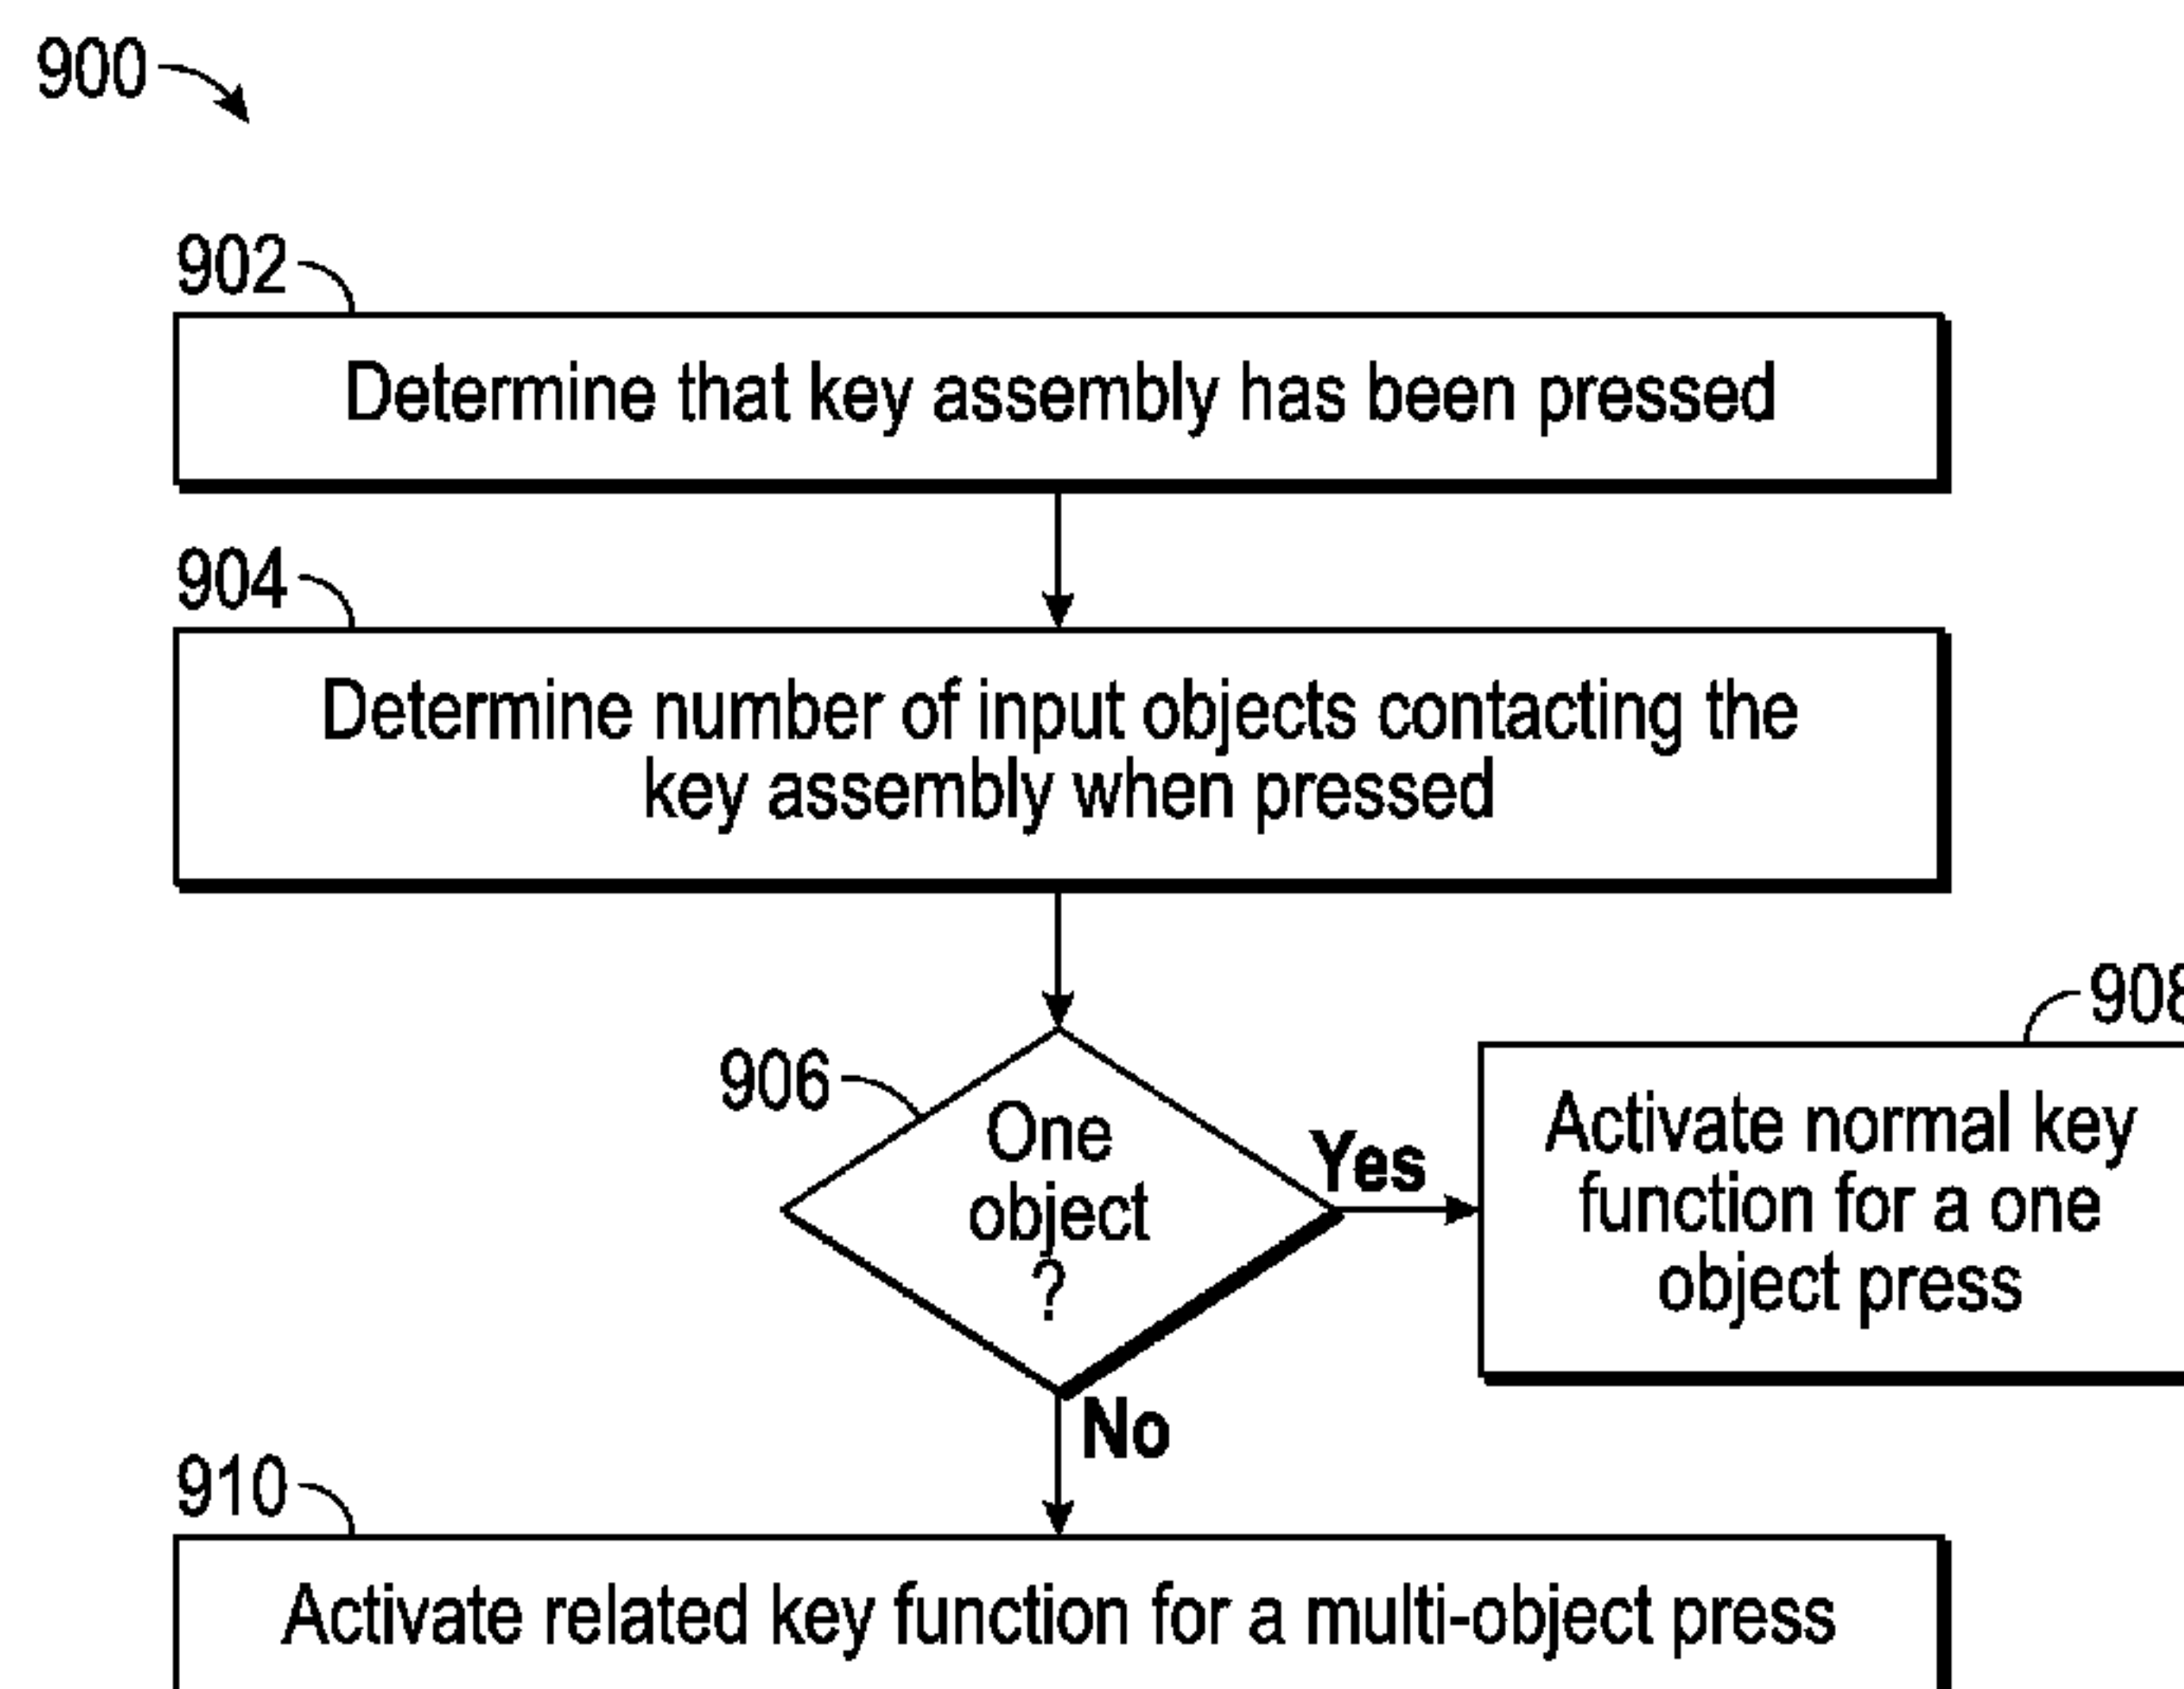 900
902
Determine that key assembly has been pressed
904
Determine number of input objects contacting the
key assembly when pressed
906
One
object
?
Yes
908
Activate normal key
function for a one
object press
No
910
Activate related key function for a multi-object press